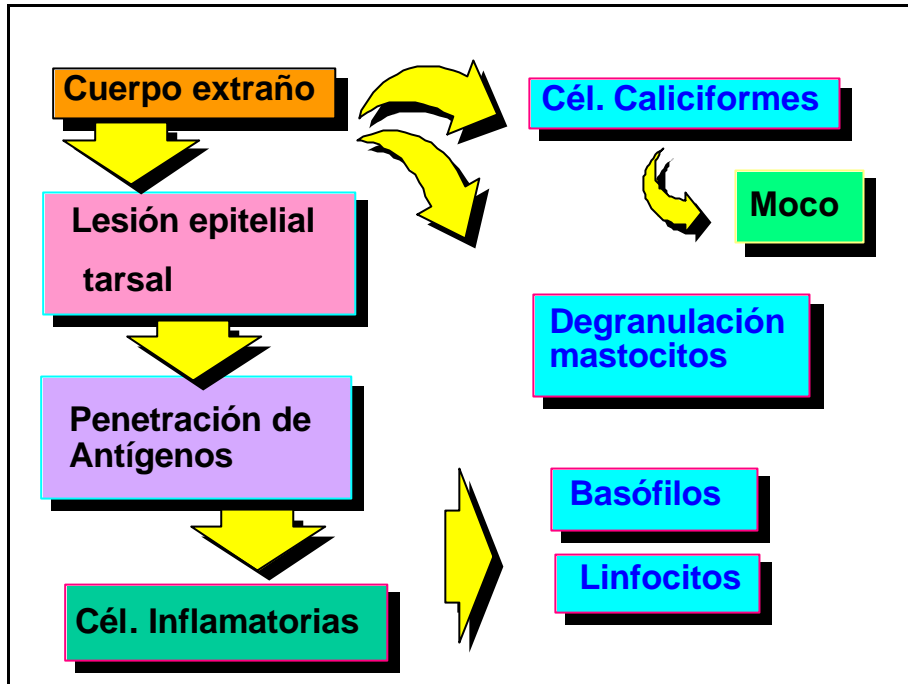 Cuerpo extraño
Cél. Caliciformes
Moco
Lesión epitelial
tarsal
Degranulación
mastocitos
Penetración de
Antígenos
Basófilos
Linfocitos
Cél. Inflamatorias